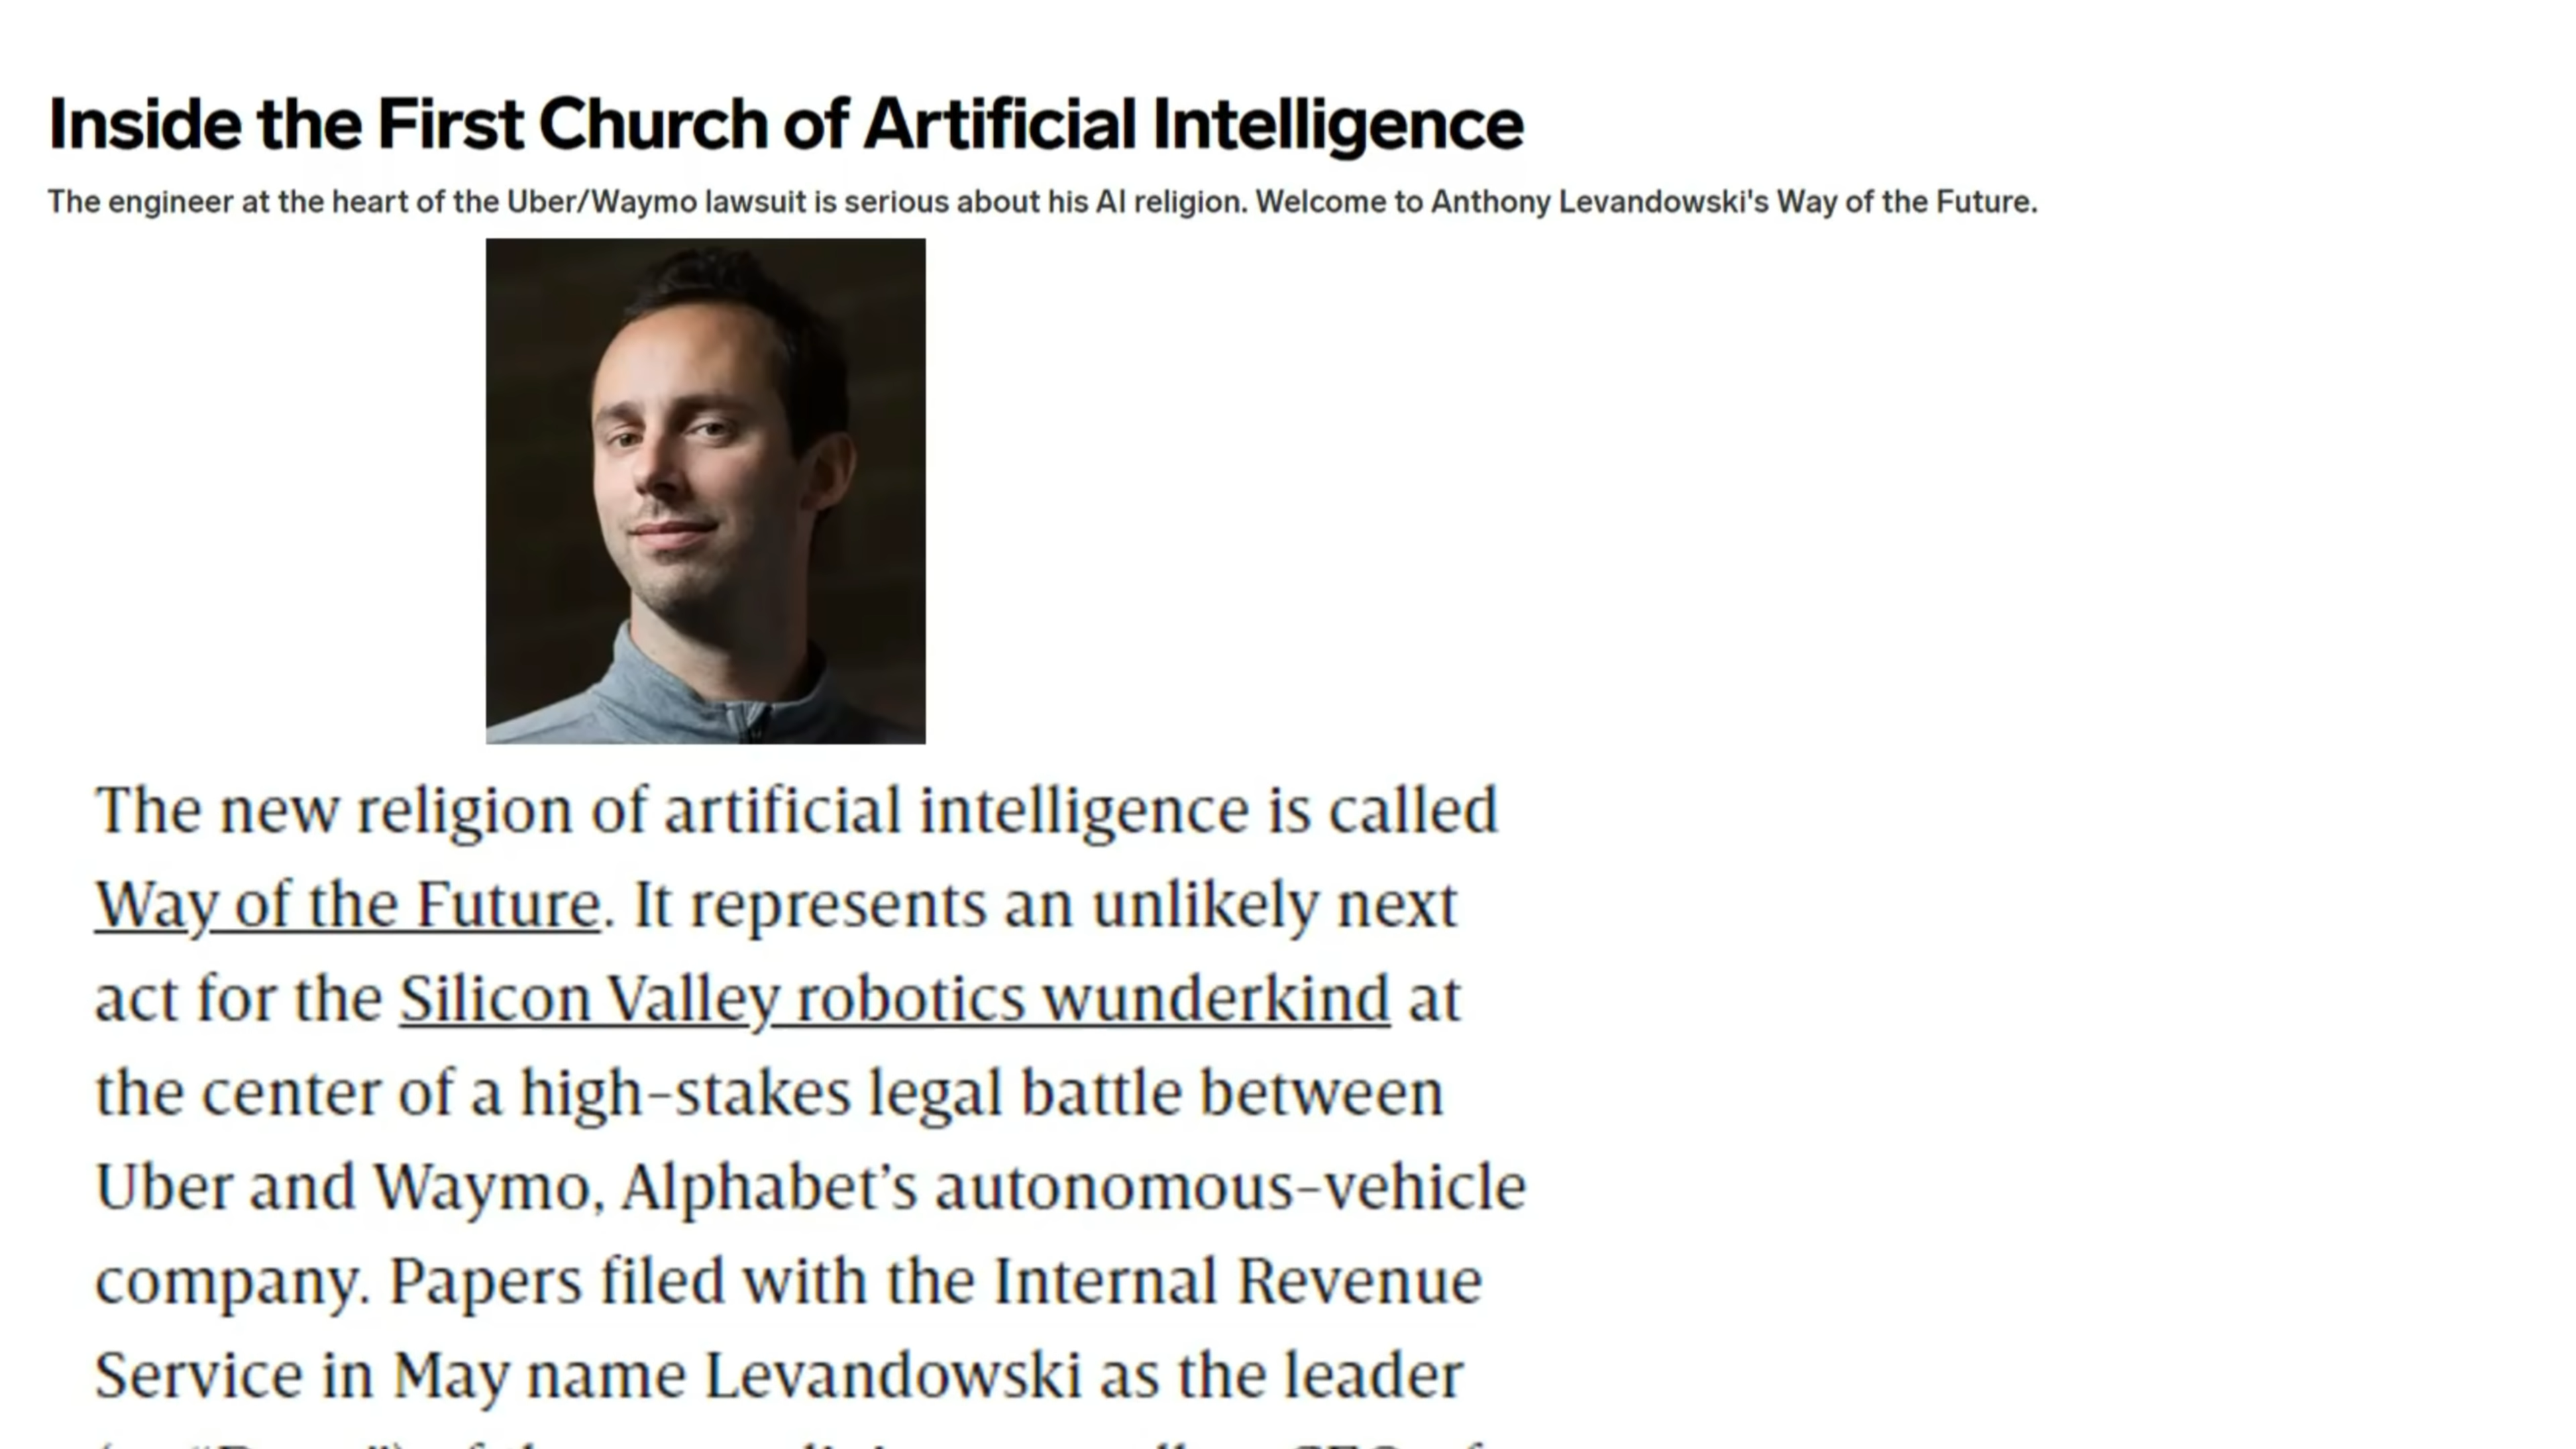 Inside the First Church of Artificial Intelligence
The engineer at the heart of the Uber/Waymo lawsuit is serious about his AI religion. Welcome to Anthony Levandowski's Way of the Future.
The new religion of artificial intelligence is called
Way of the Future. It represents an unlikely next
act for the Silicon Valley robotics wunderkind at
the center of a high-stakes legal battle between
Uber and Waymo, Alphabet’s autonomous-vehicle
company. Papers filed with the Internal Revenue
Service in May name Levandowski as the leader